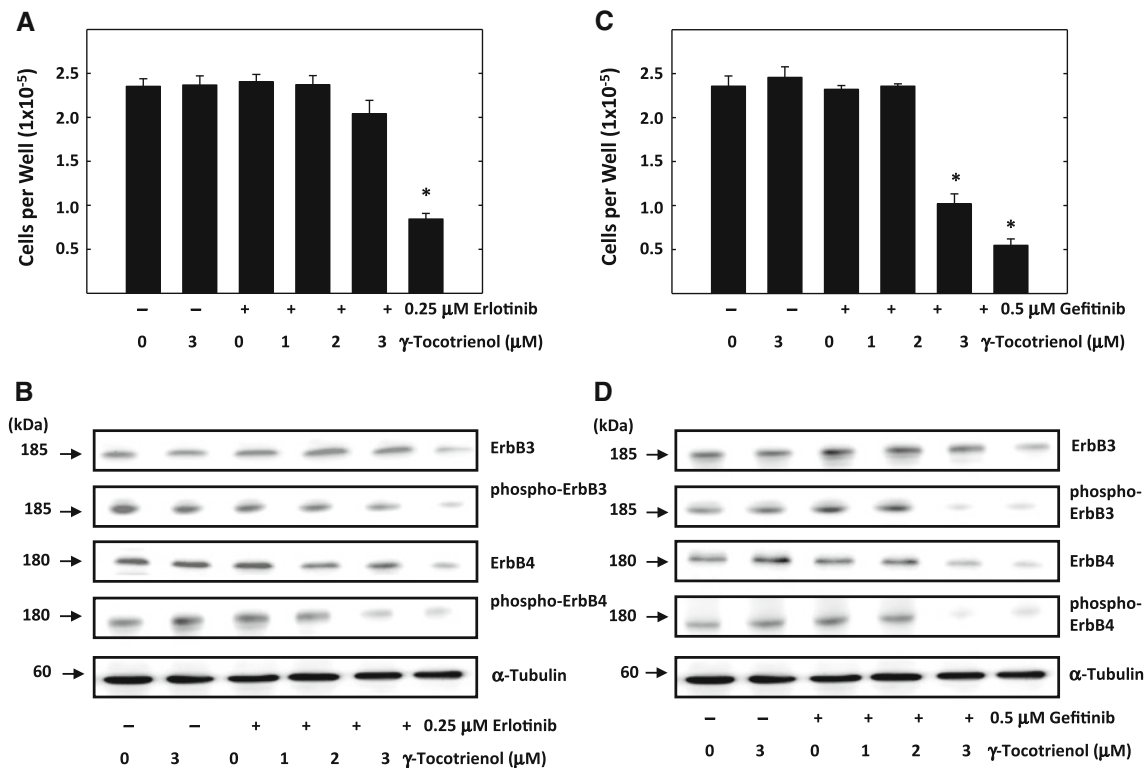 A
Cells per Well (1x10-5)
2.5
2.0
1.5
1.0
0.5
*
– – + + + + 0.25 μM Erlotinib
0 3 0 1 2 3 γ-Tocotrienol (μM)
C
Cells per Well (1x10-5)
2.5
2.0
1.5
1.0
0.5
*
*
– – + + + + 0.5 μM Gefitinib
0 3 0 1 2 3 γ-Tocotrienol (μM)
B
(kDa)
185 ErbB3
185 phospho-ErbB3
180 ErbB4
180 phospho-ErbB4
60 α-Tubulin
– – + + + + 0.25 μM Erlotinib
0 3 0 1 2 3 γ-Tocotrienol (μM)
D
(kDa)
185 ErbB3
185 phospho-
ErbB3
180 ErbB4
180 phospho-
ErbB4
60 α-Tubulin
– – + + + + 0.5 μM Gefitinib
0 3 0 1 2 3 γ-Tocotrienol (μM)